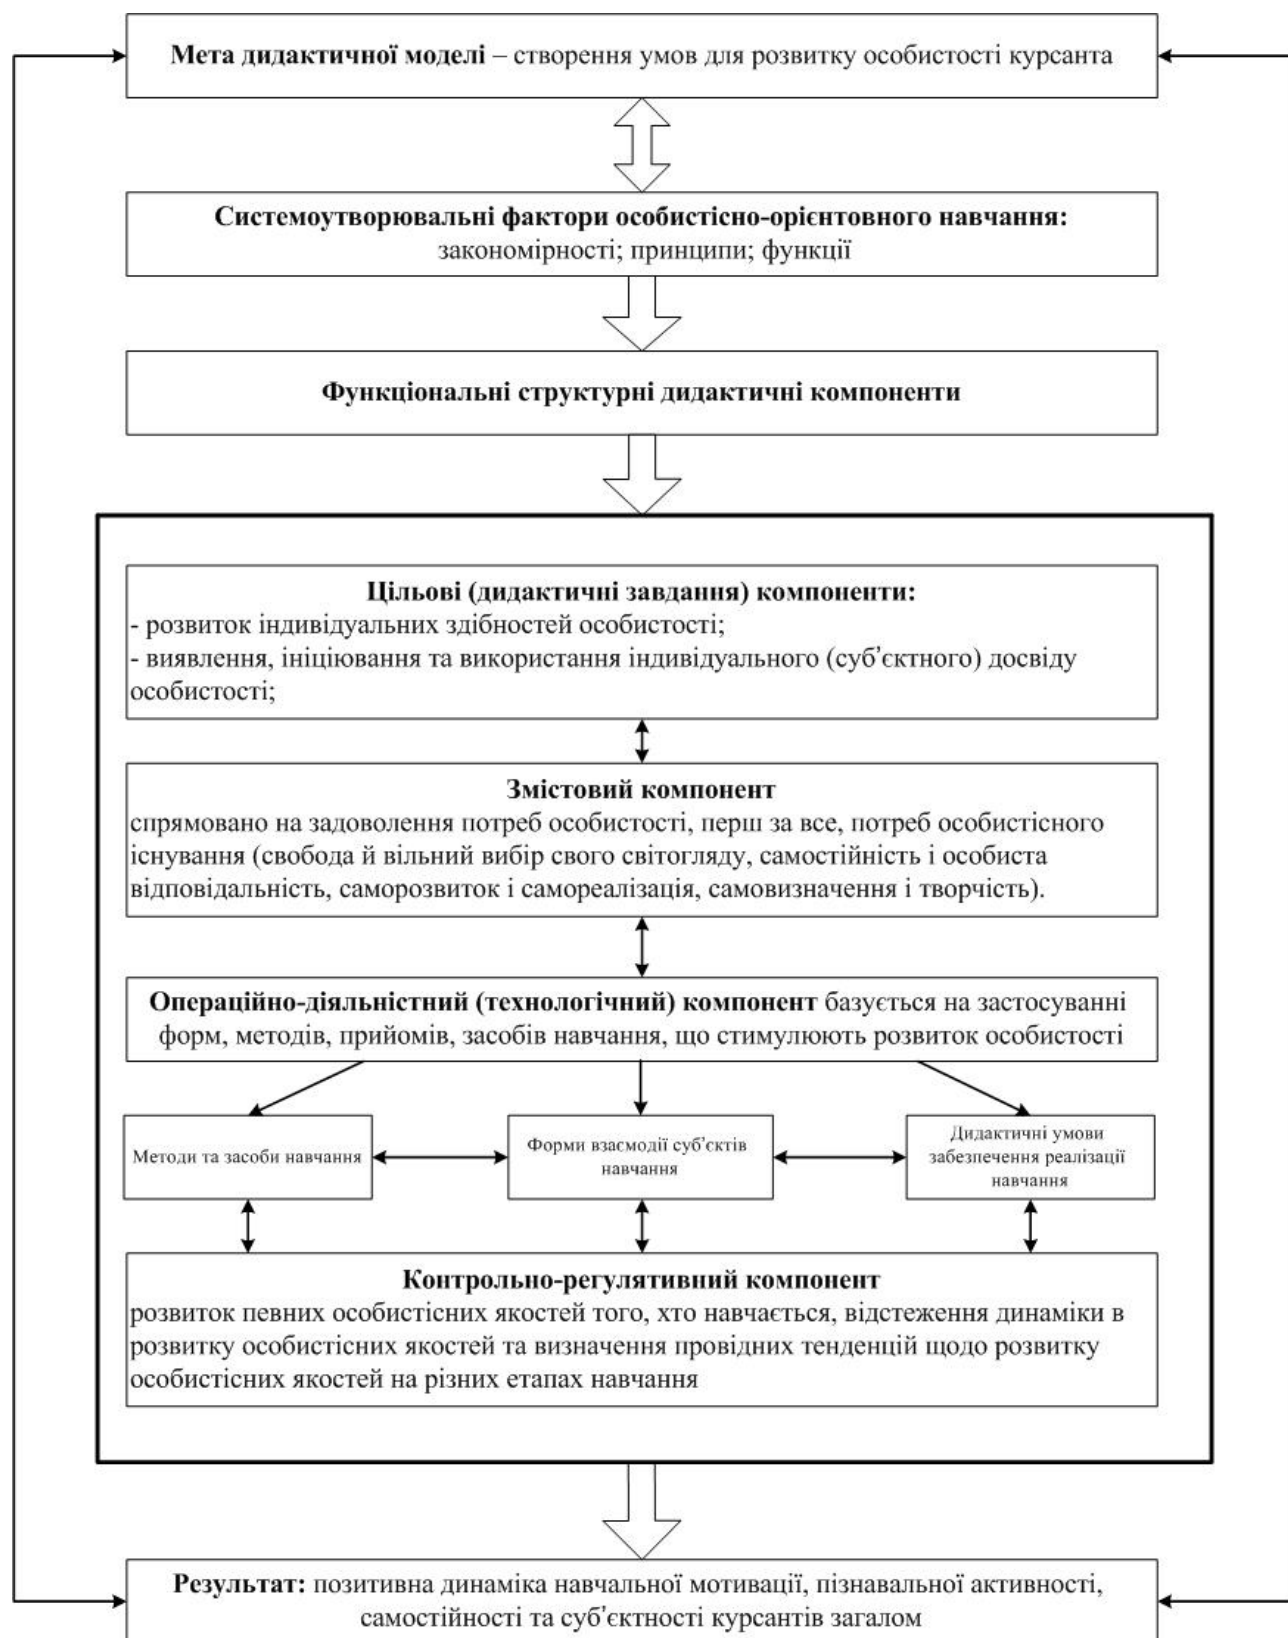 Мета дидактичної моделі – створення умов для розвитку особистості курсанта
Системоутворювальні фактори особистісно-орієнтовного навчання:
закономірності; принципи; функції
Функціональні структурні дидактичні компоненти
Цільові (дидактичні завдання) компоненти:
- розвиток індивідуальних здібностей особистості;
- виявлення, ініціювання та використання індивідуального (суб'єктного) досвіду
особистості;
Змістовий компонент
спрямовано на задоволення потреб особистості, перш за все, потреб особистісного
існування (свобода й вільний вибір свого світогляду, самостійність і особиста
відповідальність, саморозвиток і самореалізація, самовизначення і творчість).
Операційно-діяльністний (технологічний) компонент базується на застосуванні
форм, методів, прийомів, засобів навчання, що стимулюють розвиток особистості
Методи та засоби навчання
Форми взаємодії суб'єктів
навчання
Дидактичні умови
забезпечення реалізації
навчання
Контрольно-регулятивний компонент
розвиток певних особистісних якостей того, хто навчається, відстеження динаміки в
розвитку особистісних якостей та визначення провідних тенденцій щодо розвитку
особистісних якостей на різних етапах навчання
Результат: позитивна динаміка навчальної мотивації, пізнавальної активності,
самостійності та суб'єктності курсантів загалом